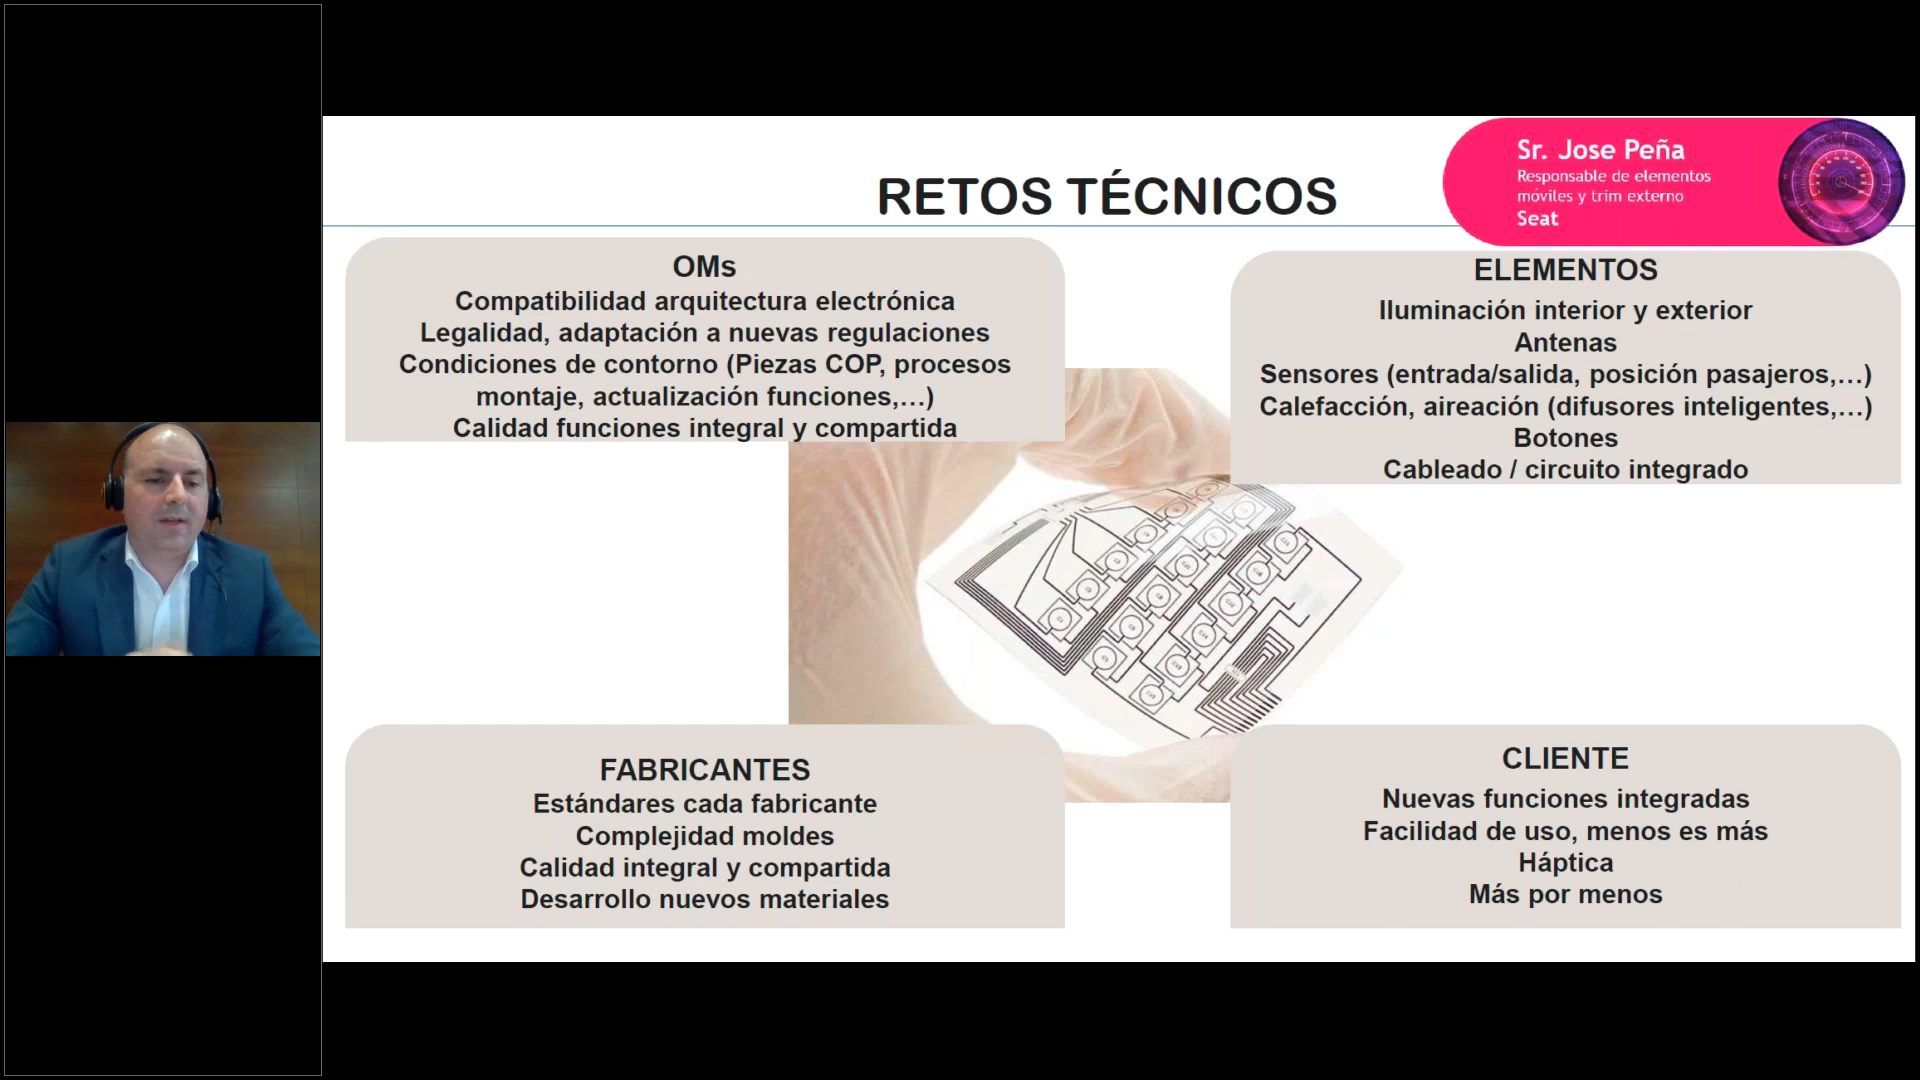 RETOS TÉCNICOS
Sr. Jose Peña
Responsable de elementos
móviles y trim externo
Seat
OMs
Compatibilidad arquitectura electrónica
Legalidad, adaptación a nuevas regulaciones
Condiciones de contorno (Piezas COP, procesos
montaje, actualización funciones,...)
Calidad funciones integral y compartida
ELEMENTOS
Iluminación interior y exterior
Antenas
Sensores (entrada/salida, posición pasajeros,...)
Calefacción, aireación (difusores inteligentes,...)
Botones
Cableado / circuito integrado
FABRICANTES
Estándares cada fabricante
Complejidad moldes
Calidad integral y compartida
Desarrollo nuevos materiales
CLIENTE
Nuevas funciones integradas
Facilidad de uso, menos es más
Háptica
Más por menos